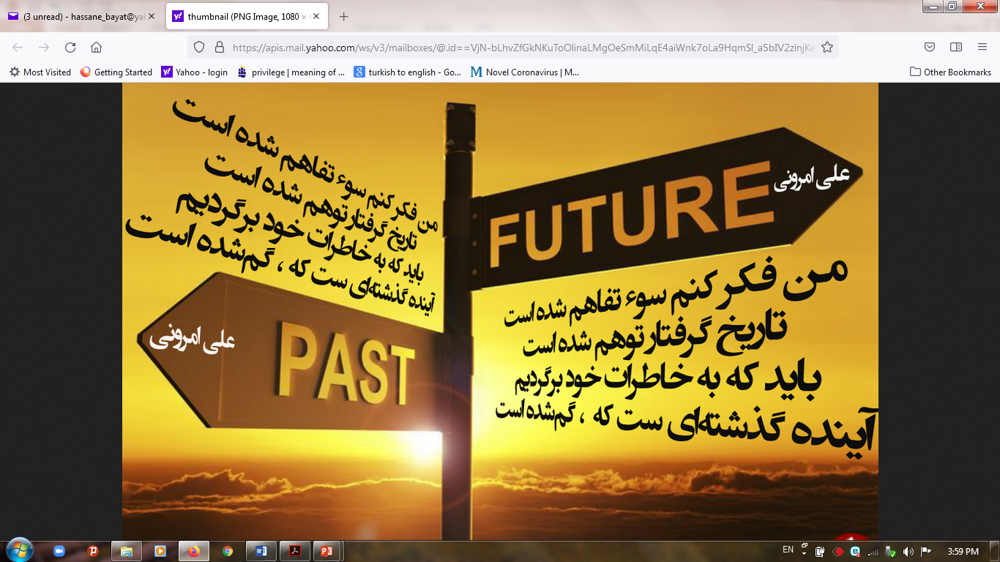 (3 unread) - hassane_bayat@ya
thumbnail (PNG Image, 1080 ×
https://apis.mail.yahoo.com/ws/v3/mailboxes/@.id==VjN-bLhvZfGkNKuToOlinaLMgOeSmMiLqE4aiWnk7oLa9HqmSl_a5bIV2zinjKe
Most Visited Getting Started Yahoo - login privilege | meaning of ... turkish to english - Go... Novel Coronavirus | M... Other Bookmarks
من فکر کنم سوء تفاهم شده است
تاریخ گرفتار توهم شده است
باید که به خاطرات خود برگردیم
آینده گذشته‌ای ست که ، گم‌شده است
علی امرونی
FUTURE
علی امرونی
PAST
من فکر کنم سوء تفاهم شده است
تاریخ گرفتار توهم شده است
باید که به خاطرات خود برگردیم
آینده گذشته‌ای ست که ، گم‌شده است
EN
3:59 PM